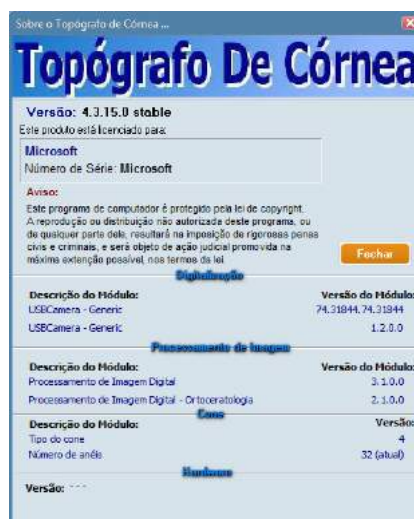 Sobre o Topógrafo de Córnea ...
Topógrafo De Córnea
Versão: 4.3.15.0 stable
Este produto está licenciado para:
Microsoft
Número de Série: Microsoft
Aviso:
Este programa de computador é protegido pela lei de copyright.
A reprodução ou distribuição não autorizada deste programa, ou
de qualquer parte dele, resultará na imposição de rigorosas penas
civis e criminais, e será objeto de ação judicial promovida na
máxima extenção possível, nos termos da lei.
Fechar
Digitalização
Descrição do Módulo: Versão do Módulo:
USBCamera - Generic 74.31844.74.31844
USBCamera - Generic 1.2.0.0
Processamento de Imagem
Descrição do Módulo: Versão do Módulo:
Processamento de Imagem Digital 3.1.0.0
Processamento de Imagem Digital - Ortoceratologia 2.1.0.0
Cone
Descrição do Módulo: Versão:
Tipo do cone 4
Número de anéis 32 (atual)
Hardware
Versão: - - -